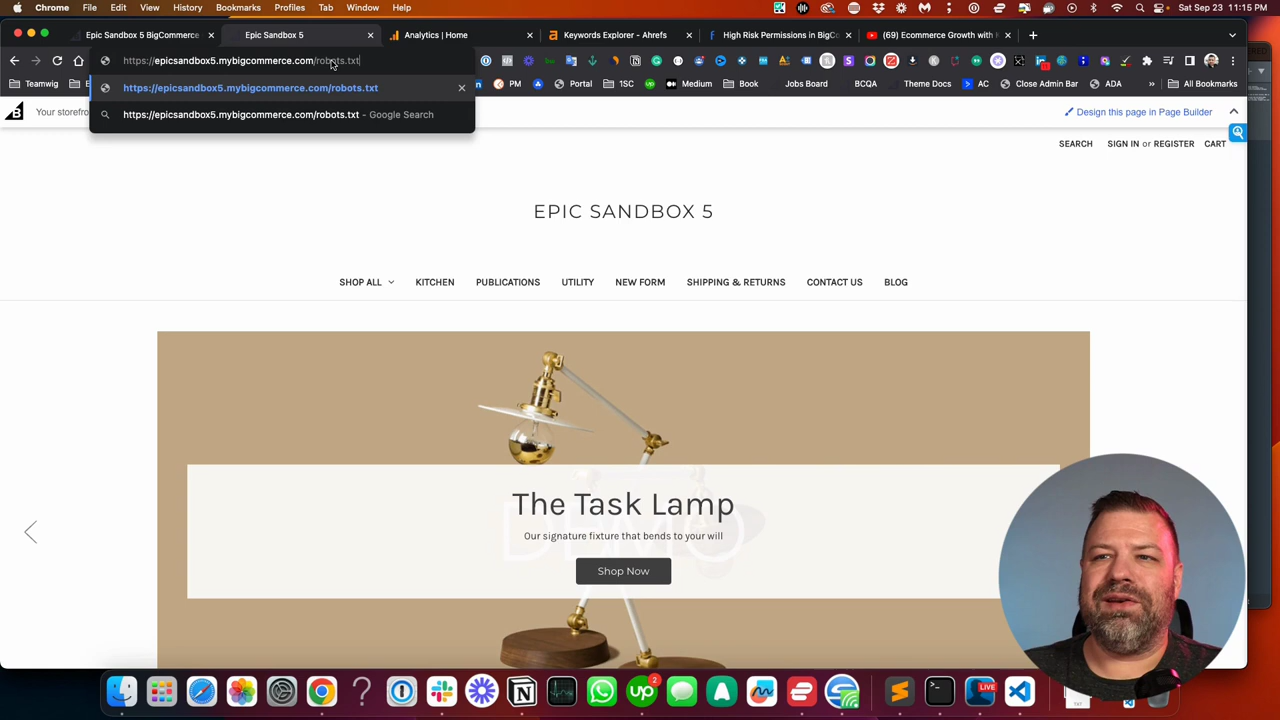 Chrome File Edit View History Bookmarks Profiles Tab Window Help
Sat Sep 23 11:15 PM
Epic Sandbox 5 BigCommerce
Epic Sandbox 5
Analytics | Home
Keywords Explorer - Ahrefs
High Risk Permissions in BigCo
(69) Ecommerce Growth with H
https://epicsandbox5.mybigcommerce.com/robots.txt
https://epicsandbox5.mybigcommerce.com/robots.txt
https://epicsandbox5.mybigcommerce.com/robots.txt - Google Search
Teamwig
Portal
BCQA
PM
1SC
Medium
Book
Jobs Board
Theme Docs
AC
Close Admin Bar
ADA
All Bookmarks
Your storefro
Design this page in Page Builder
SEARCH SIGN IN or REGISTER CART
EPIC SANDBOX 5
SHOP ALL KITCHEN PUBLICATIONS UTILITY NEW FORM SHIPPING & RETURNS CONTACT US BLOG
The Task Lamp
DEMO
Our signature fixture that bends to your will
Shop Now
2
LIVE